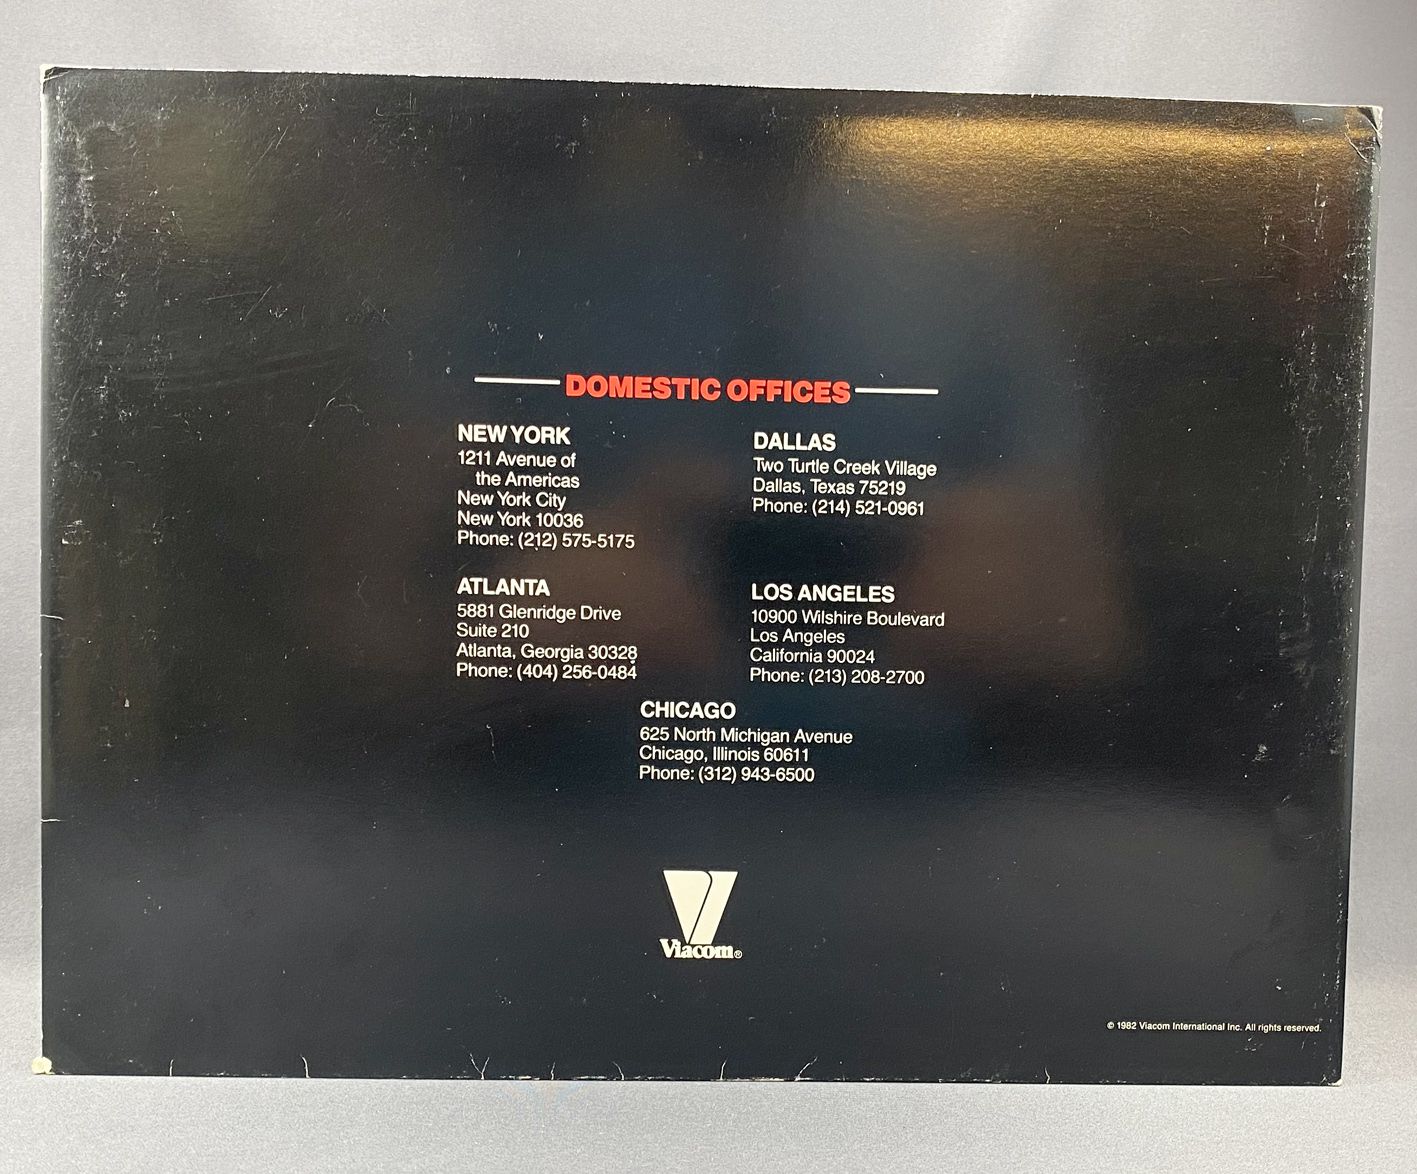 DOMESTIC OFFICES
NEW YORK
1211 Avenue of
the Americas
New York City
New York 10036
Phone: (212) 575-5175
DALLAS
Two Turtle Creek Village
Dallas, Texas 75219
Phone: (214) 521-0961
ATLANTA
5881 Glenridge Drive
Suite 210
Atlanta, Georgia 30328
Phone: (404) 256-0484
LOS ANGELES
10900 Wilshire Boulevard
Los Angeles
California 90024
Phone: (213) 208-2700
CHICAGO
625 North Michigan Avenue
Chicago, Illinois 60611
Phone: (312) 943-6500
Viacom®
© 1982 Viacom International Inc. All rights reserved.